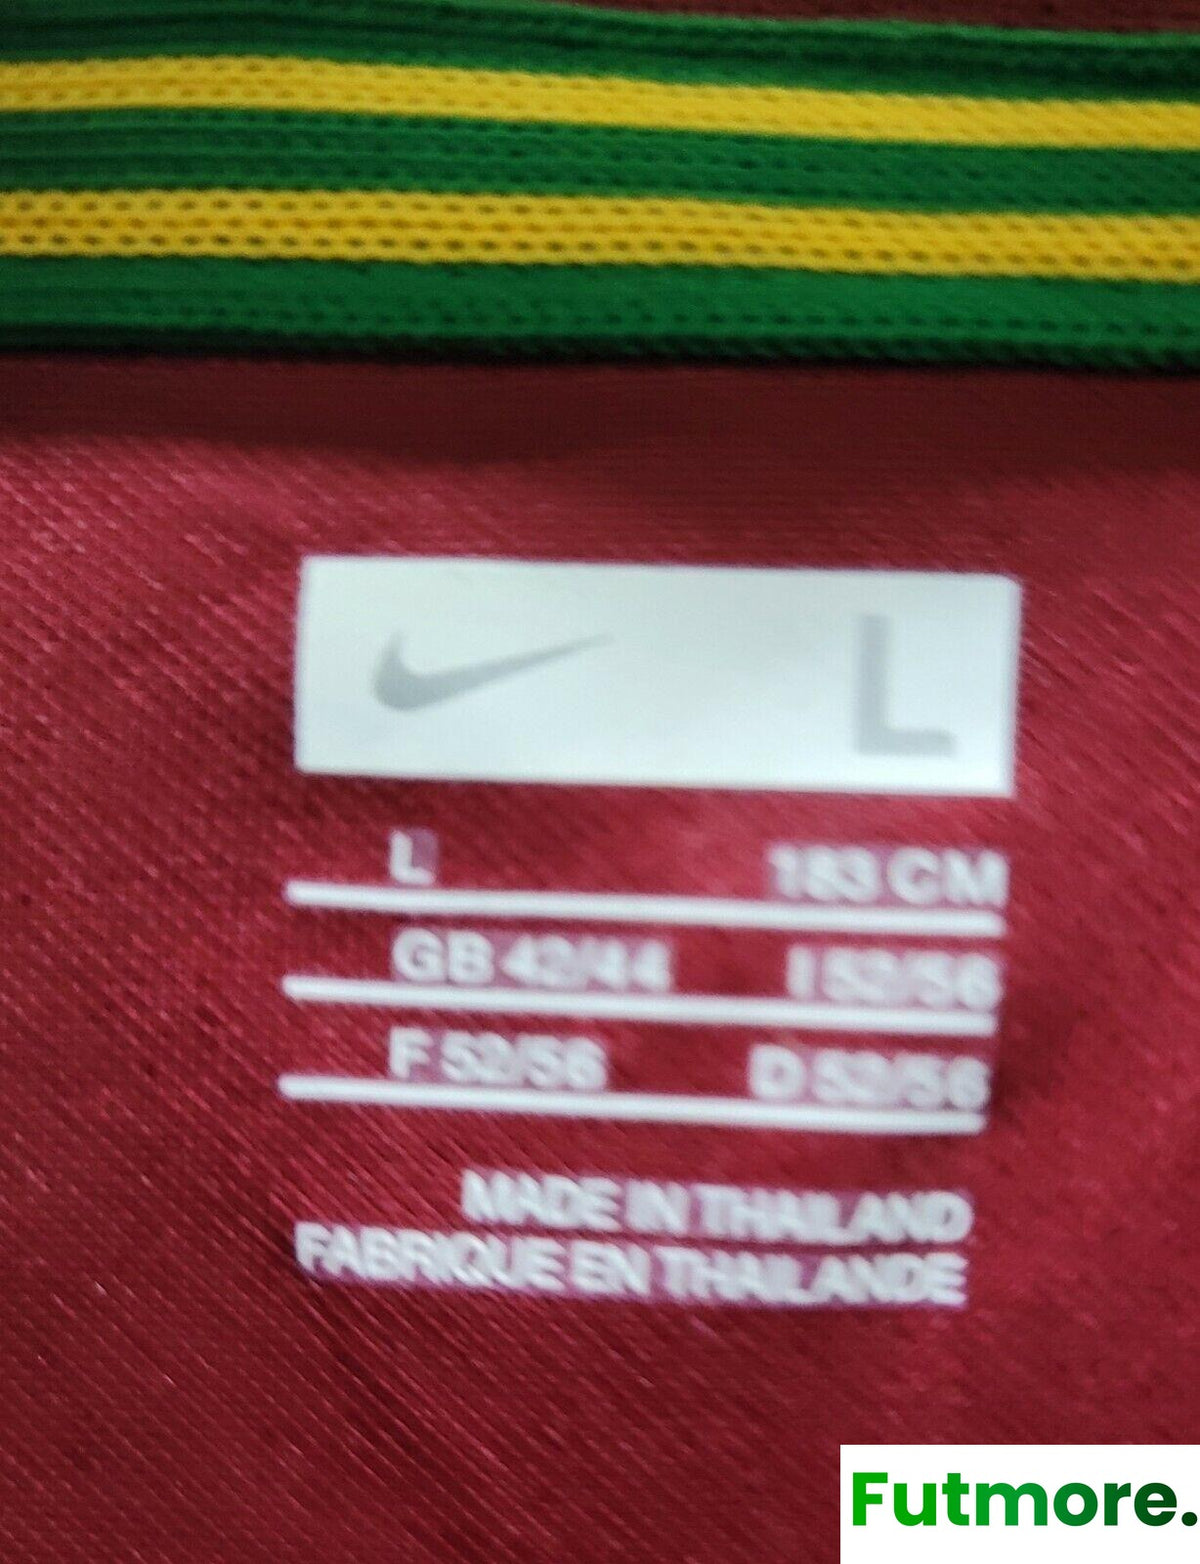 L
L 183 CM
GB 42/44 I 52/56
F 52/56 D 52/56
MADE IN THAILAND
FABRIQUE EN THAILANDE
Futmore.